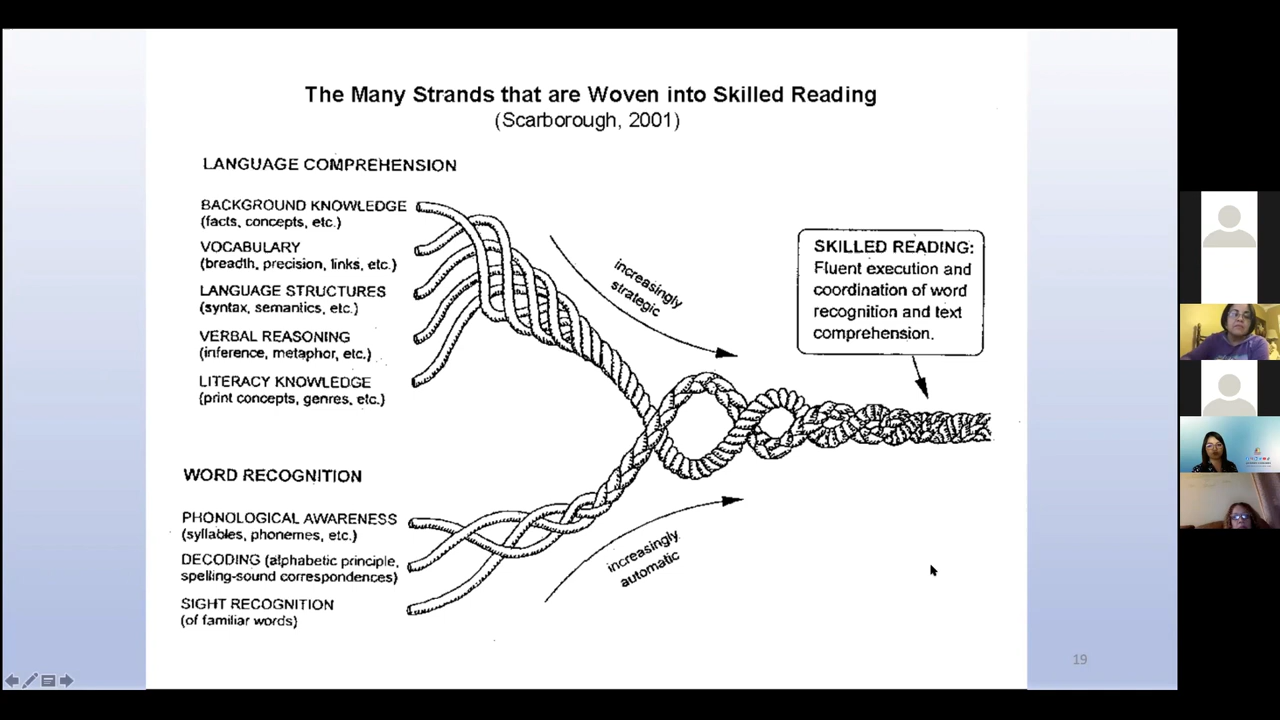 The Many Strands that are Woven into Skilled Reading
(Scarborough, 2001)
LANGUAGE COMPREHENSION
BACKGROUND KNOWLEDGE
(facts, concepts, etc.)
VOCABULARY
(breadth, precision, links, etc.)
LANGUAGE STRUCTURES
(syntax, semantics, etc.)
VERBAL REASONING
(inference, metaphor, etc.)
LITERACY KNOWLEDGE
(print concepts, genres, etc.)
increasingly
strategic
SKILLED READING:
Fluent execution and
coordination of word
recognition and text
comprehension.
WORD RECOGNITION
PHONOLOGICAL AWARENESS
(syllables, phonemes, etc.)
DECODING (alphabetic principle,
spelling-sound correspondences)
SIGHT RECOGNITION
(of familiar words)
increasingly
automatic
19